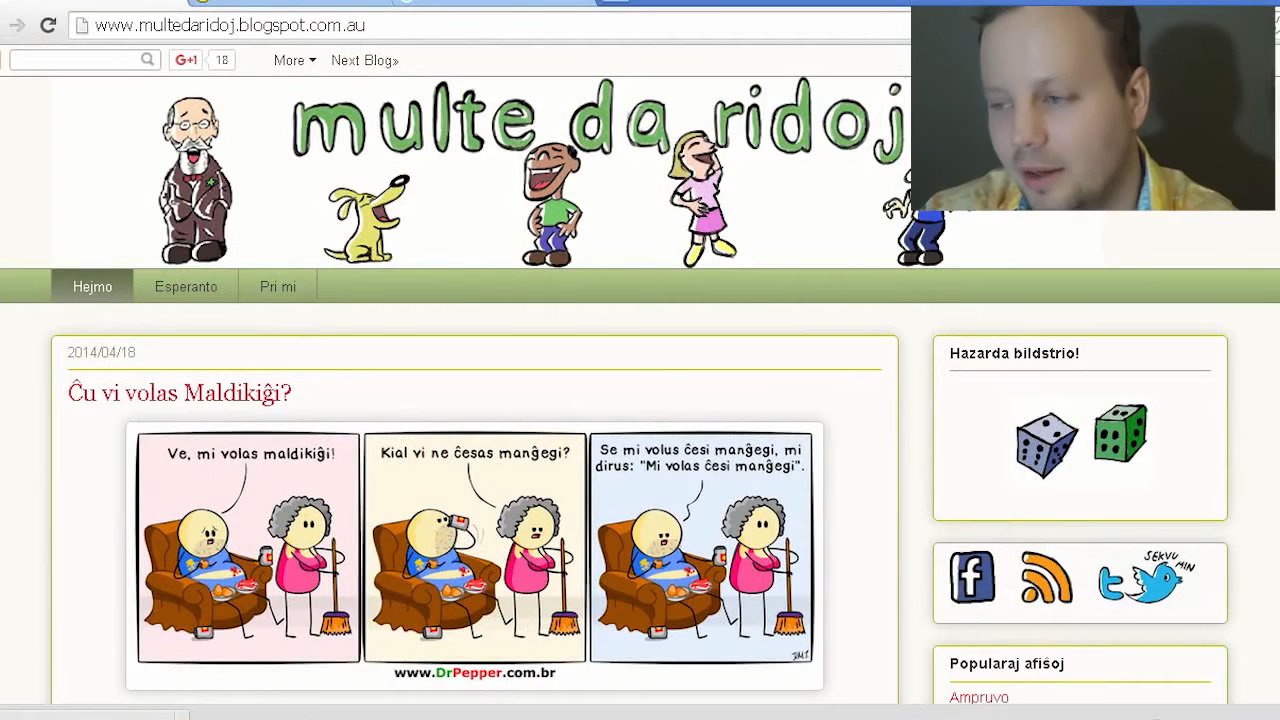 www.multedaridoj.blogspot.com.au
G+1 18 More Next Blog»
multe da ridoj
Hejmo Esperanto Pri mi
2014/04/18
Ĉu vi volas Maldikiĝi?
Ve, mi volas maldikiĝi!
Kial vi ne ĉesas manĝegi?
Se mi volus ĉesi manĝegi, mi
dirus: "Mi volas ĉesi manĝegi".
www.DrPepper.com.br
Hazarda bildstrio!
SEKVU
MIN
Popularaj afiŝoj
Ampruvo